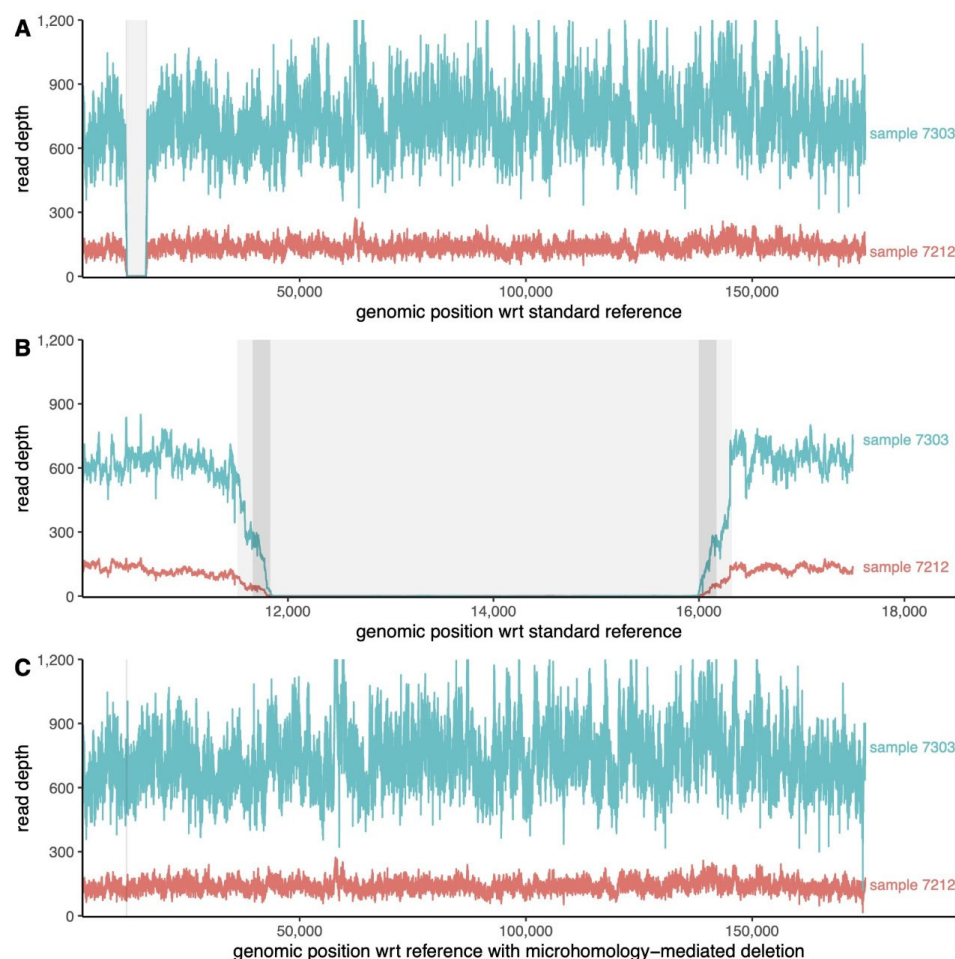 A
1,200
900
600
300
0
read depth
sample 7303
sample 7212
50,000
100,000
150,000
genomic position wrt standard reference
B
1,200
900
600
300
0
read depth
sample 7303
sample 7212
12,000
14,000
16,000
18,000
genomic position wrt standard reference
C
1,200
900
600
300
0
read depth
sample 7303
sample 7212
50,000
100,000
150,000
genomic position wrt reference with microhomology−mediated deletion